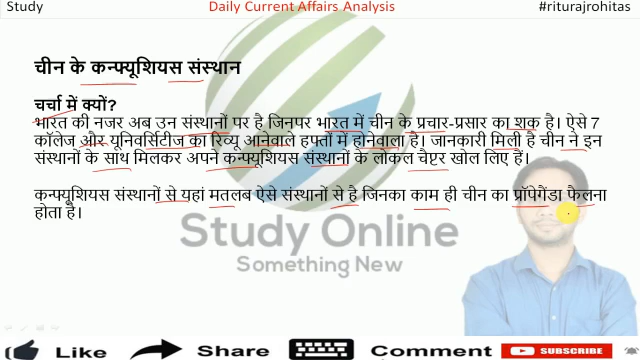 Study Daily Current Affairs Analysis #riturajrohitas
चीन के कन्फ्यूशियस संस्थान
चर्चा में क्यों?
भारत की नजर अब उन संस्थानों पर है जिनपर भारत में चीन के प्रचार-प्रसार का शक है। ऐसे 7
कॉलेज और यूनिवर्सिटीज का रिव्यू आनेवाले हफ्तों में होनेवाला है। जानकारी मिली है चीन ने इन
संस्थानों के साथ मिलकर अपने कन्फ्यूशियस संस्थानों के लोकल चैप्टर खोल लिए हैं।
कन्फ्यूशियस संस्थानों से यहां मतलब ऐसे संस्थानों से है जिनका काम ही चीन का प्रॉपेगैंडा फैलना
होता है।
Study Online
Something New
Like Share Comment SUBSCRIBE